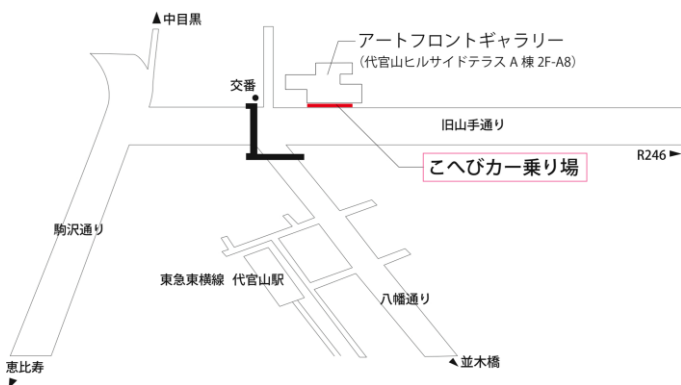 中目黒
アートフロントギャラリー
（代官山ヒルサイドテラス A 棟 2F-A8）
交番
旧山手通り
R246
こへびカー乗り場
駒沢通り
東急東横線 代官山駅
八幡通り
恵比寿
並木橋